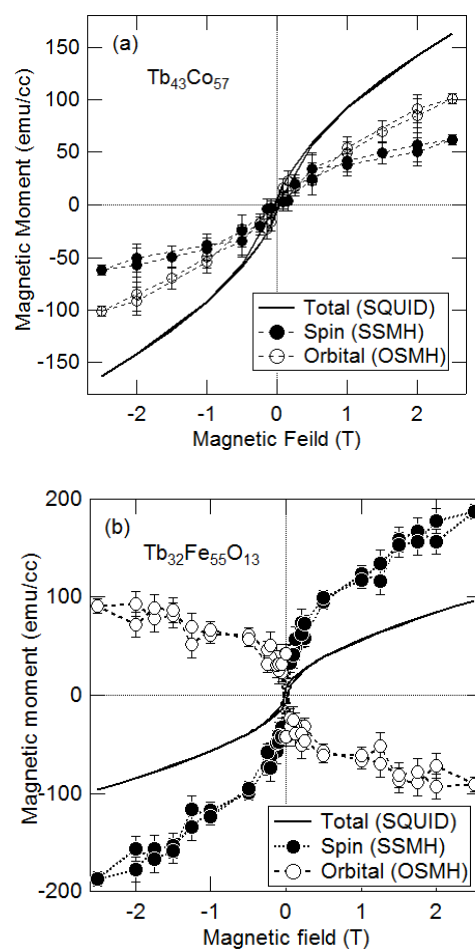 (a)
Tb43Co57
Magnetic Moment (emu/cc)
150
100
50
0
-50
-100
-150
Total (SQUID)
Spin (SSMH)
Orbital (OSMH)
-2 -1 0 1 2
Magnetic Feild (T)
(b)
Tb32Fe55O13
Magnetic moment (emu/cc)
200
100
0
-100
-200
Total (SQUID)
Spin (SSMH)
Orbital (OSMH)
-2 -1 0 1 2
Magnetic field (T)